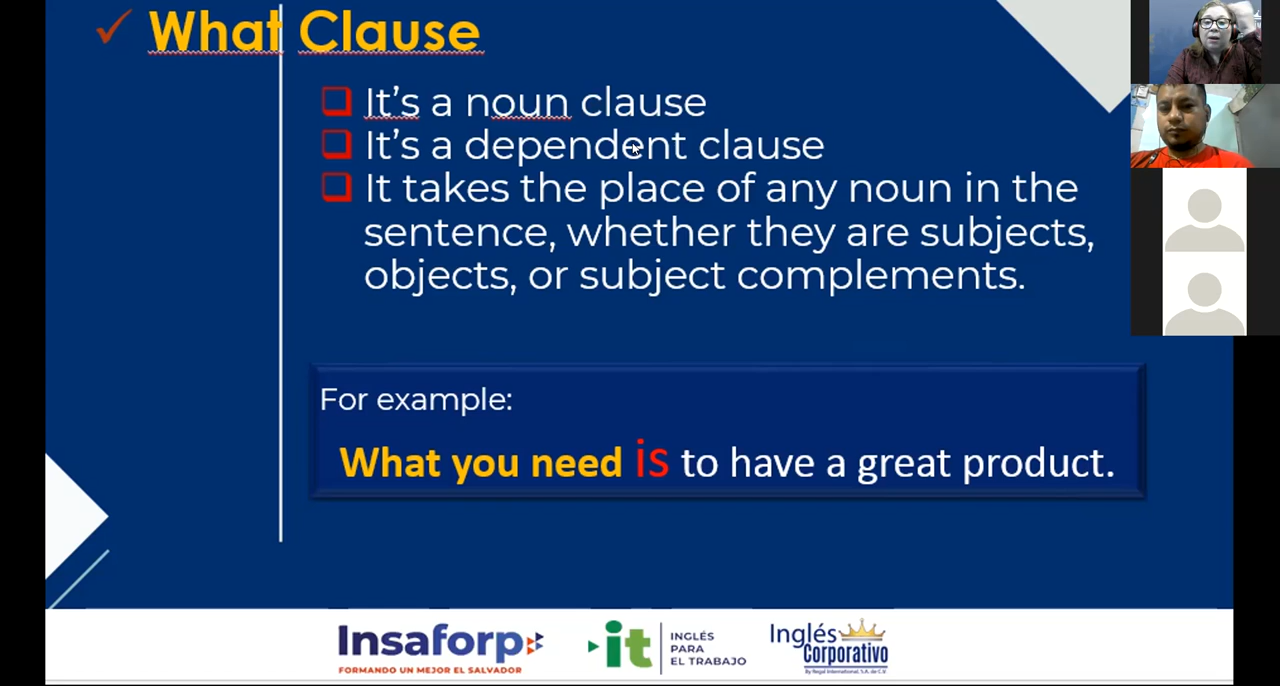 What Clause
It's a noun clause
It's a dependent clause
It takes the place of any noun in the
sentence, whether they are subjects,
objects, or subject complements.
For example:
What you need is to have a great product.
Insaforp
FORMANDO UN MEJOR EL SALVADOR
it
INGLÉS
PARA
EL TRABAJO
Inglés
Corporativo
By Regal International, S.A. de C.V.